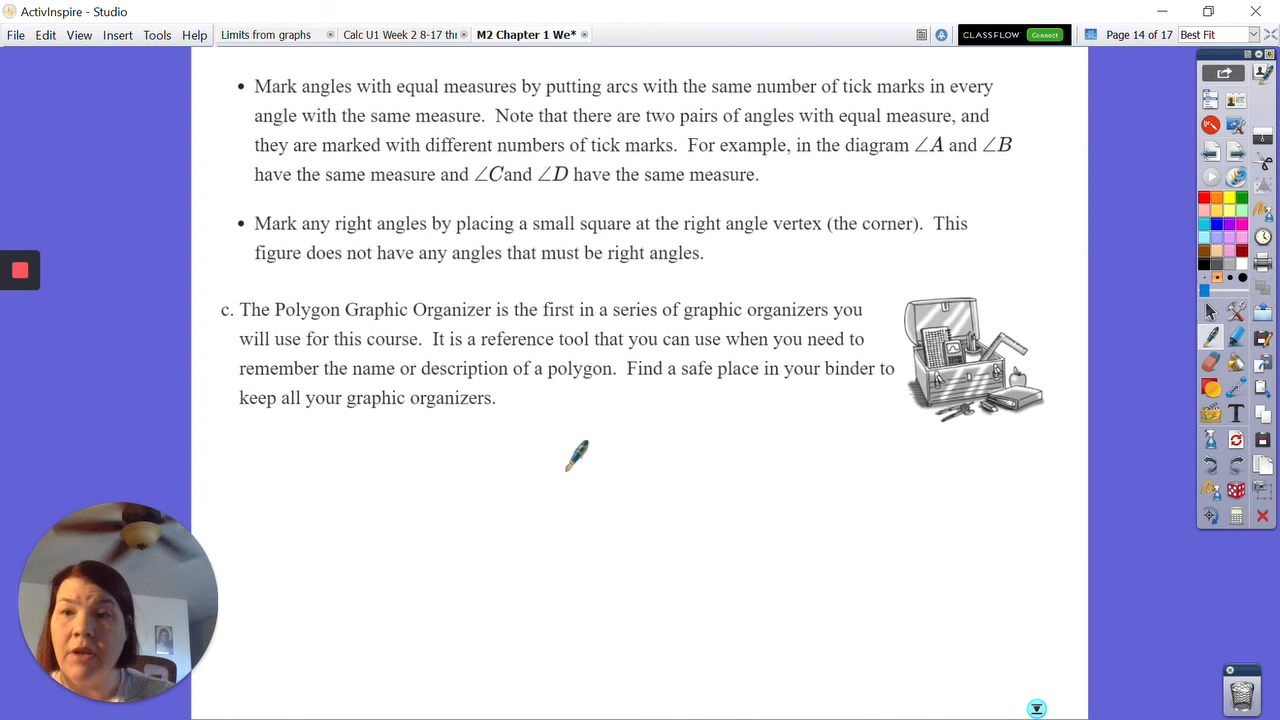 ActivInspire - Studio
File Edit View Insert Tools Help
Limits from graphs
Calc U1 Week 2 8-17 thr
M2 Chapter 1 We*
CLASSFLOW Connect
Page 14 of 17
Best Fit
• Mark angles with equal measures by putting arcs with the same number of tick marks in every
angle with the same measure. Note that there are two pairs of angles with equal measure, and
they are marked with different numbers of tick marks. For example, in the diagram ∠A and ∠B
have the same measure and ∠Cand ∠D have the same measure.
• Mark any right angles by placing a small square at the right angle vertex (the corner). This
figure does not have any angles that must be right angles.
c. The Polygon Graphic Organizer is the first in a series of graphic organizers you
will use for this course. It is a reference tool that you can use when you need to
remember the name or description of a polygon. Find a safe place in your binder to
keep all your graphic organizers.